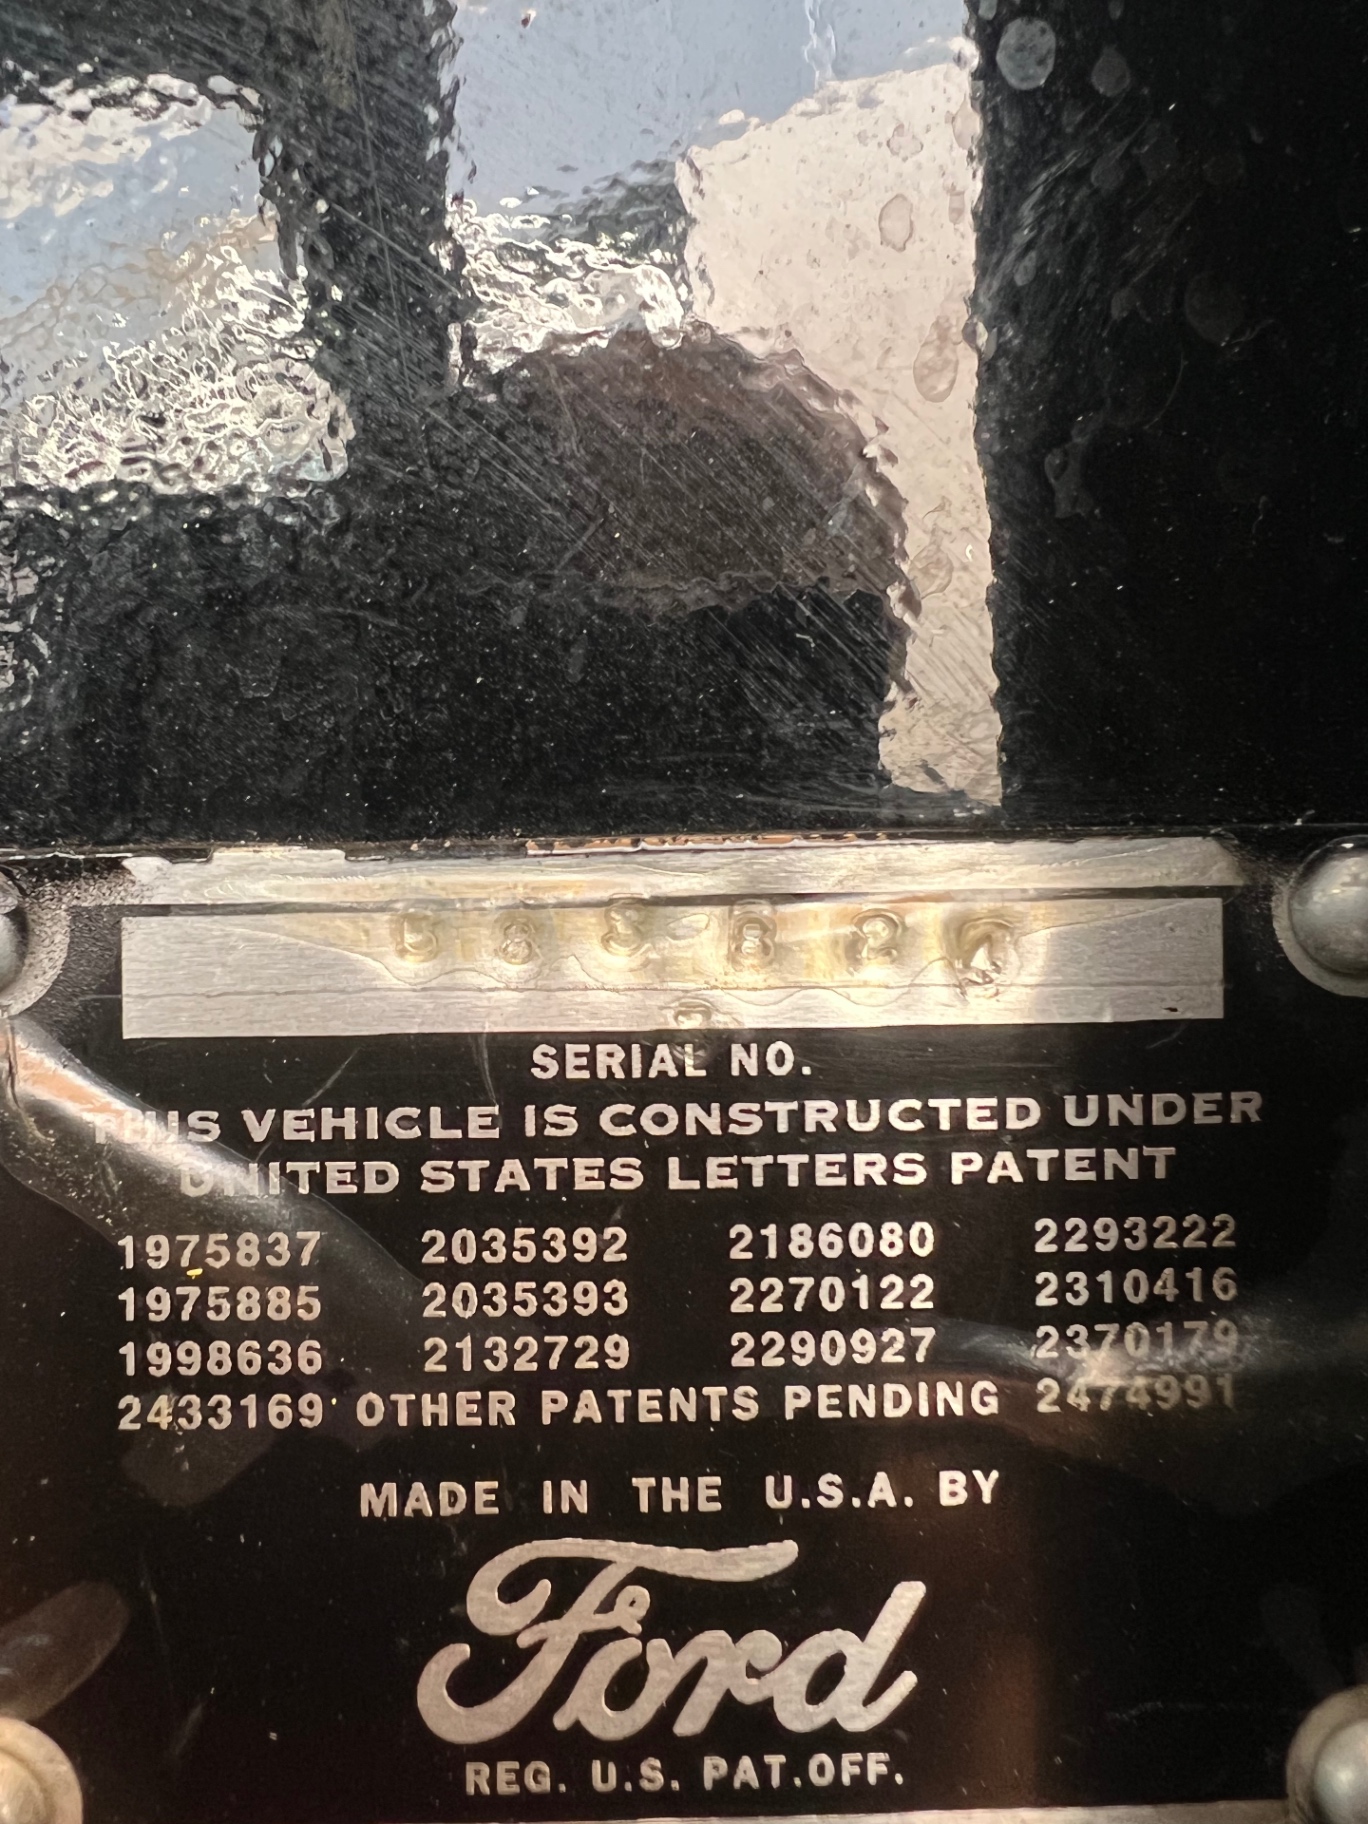 SERIAL NO.
THIS VEHICLE IS CONSTRUCTED UNDER
UNITED STATES LETTERS PATENT
1975837 2035392 2186080 2293222
1975885 2035393 2270122 2310416
1998636 2132729 2290927 2370179
2433169 OTHER PATENTS PENDING 2474991
MADE IN THE U.S.A. BY
Ford
REG. U.S. PAT. OFF.